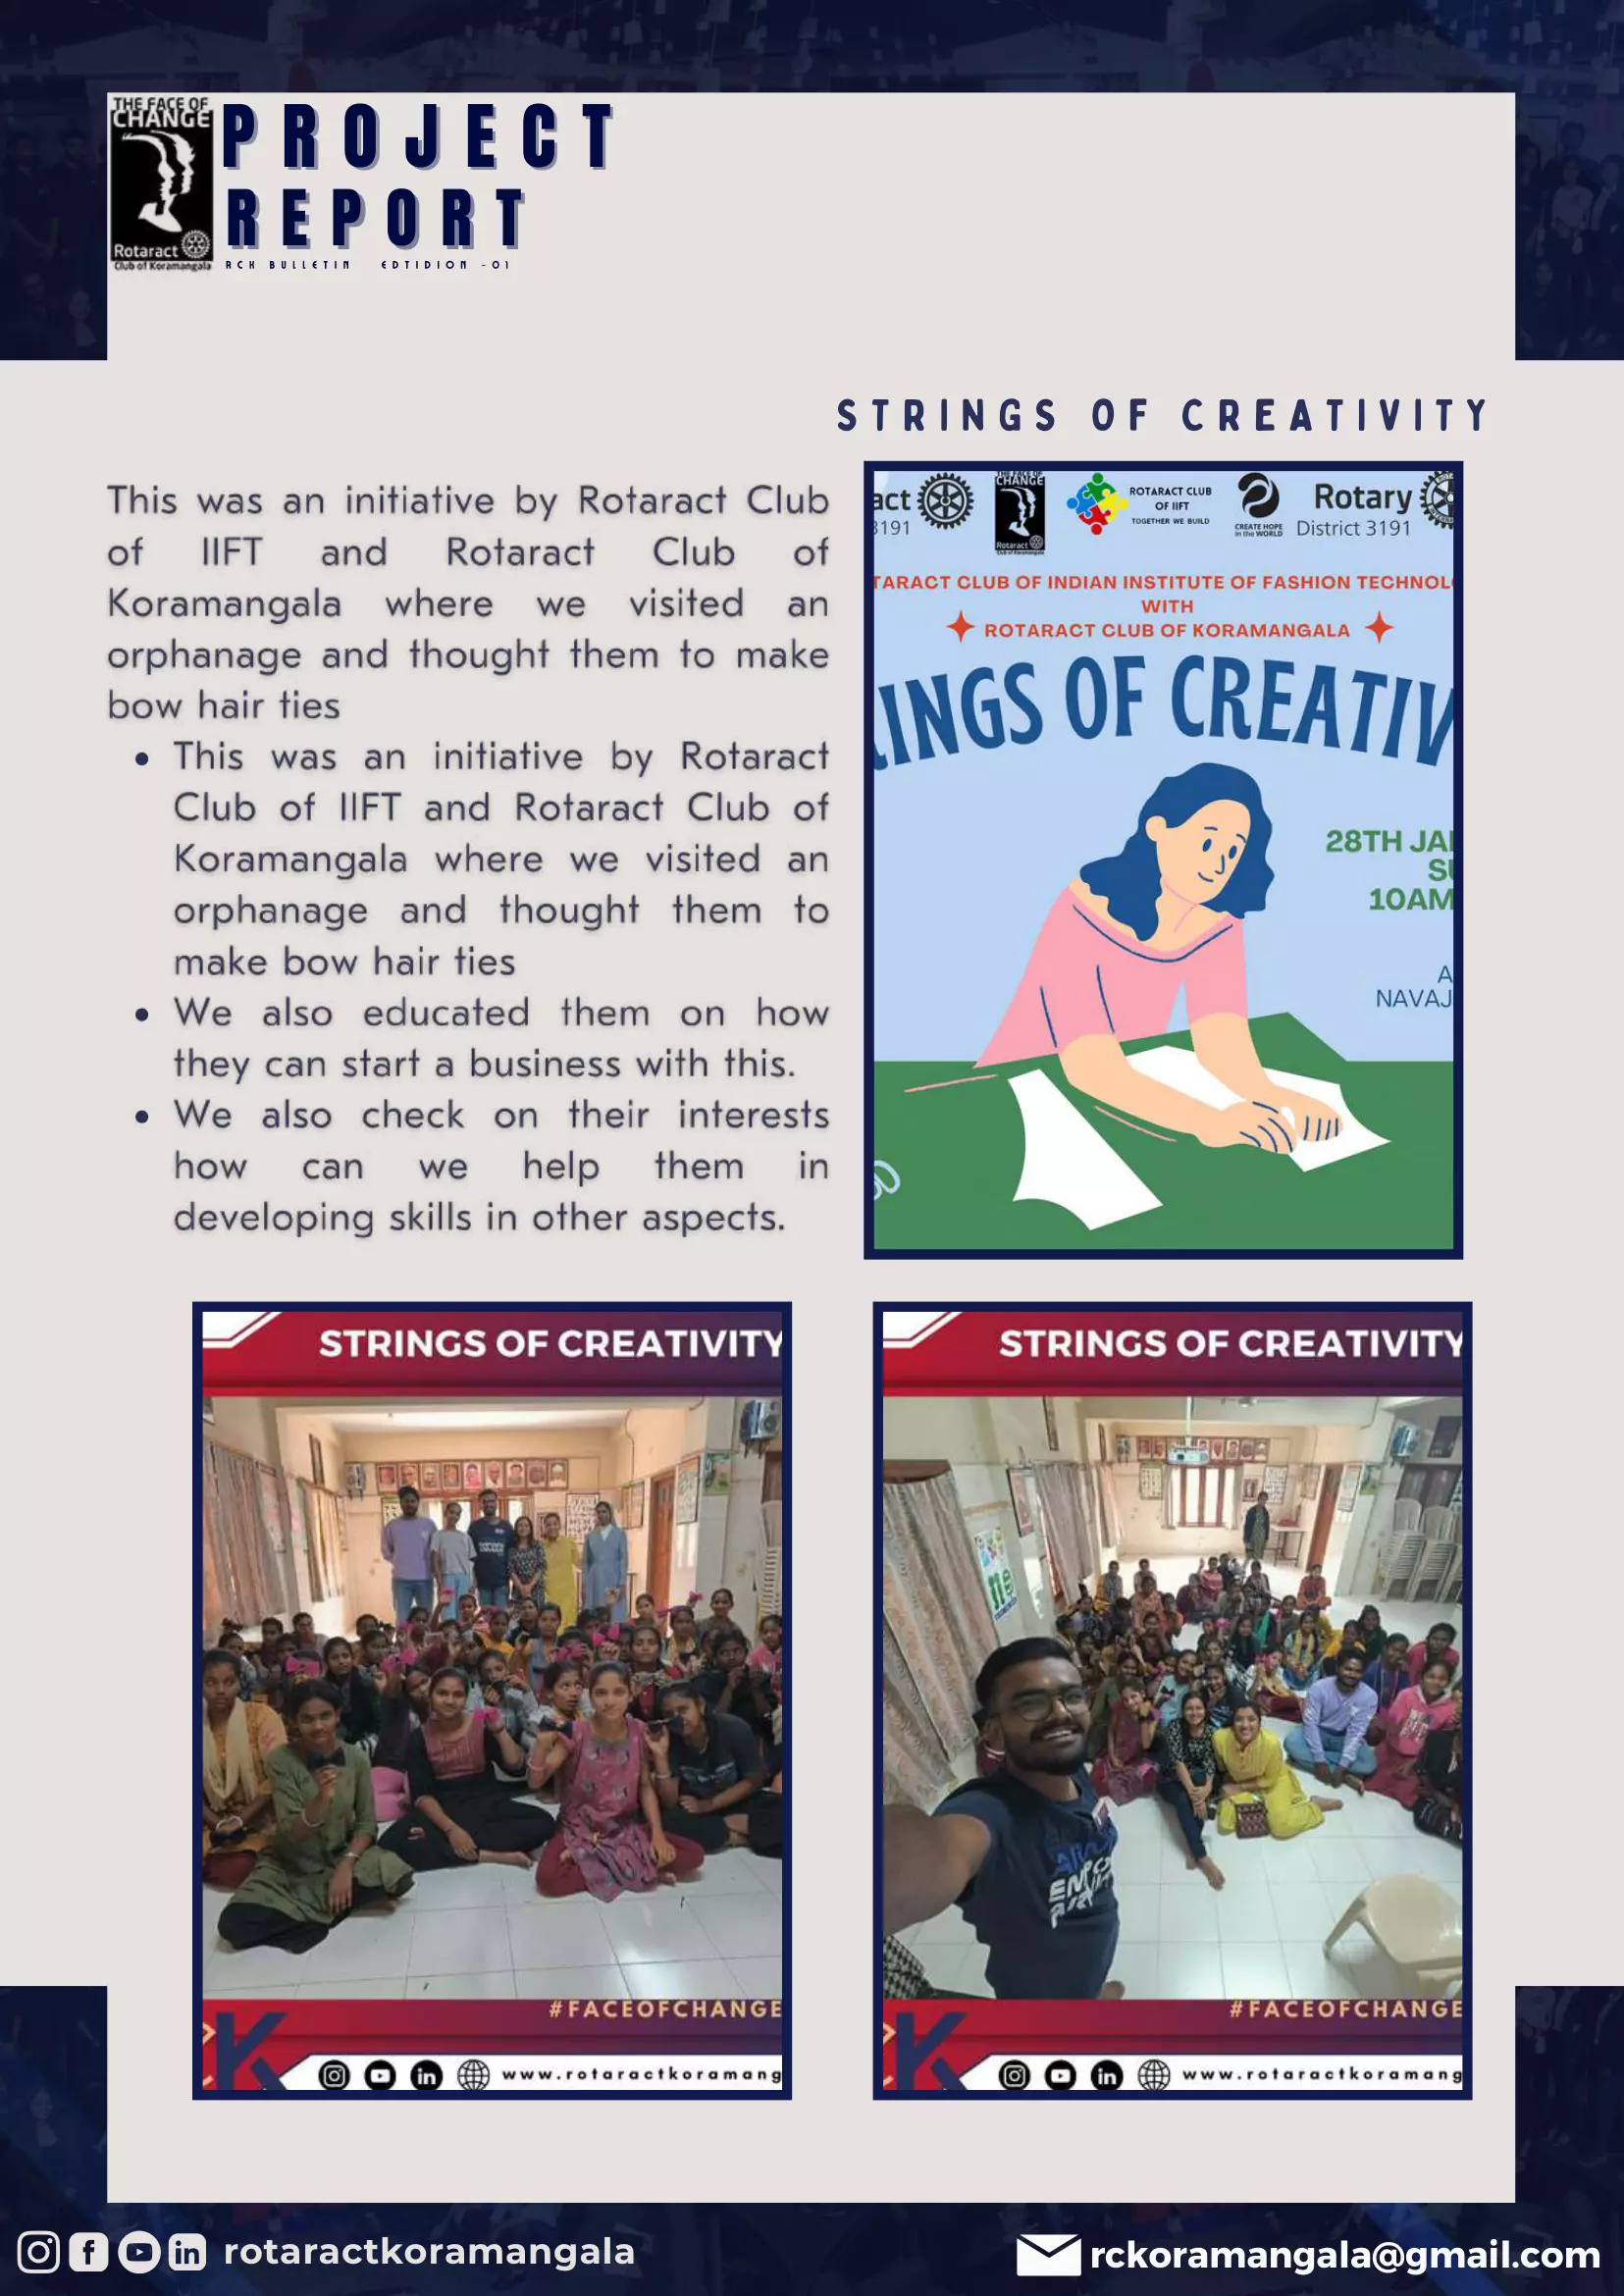 THE FACE OF
CHANGE
Rotaract
Club of Koramangala
PROJECT
REPORT
RCK BULLETIN EDTIDION -01
STRINGS OF CREATIVITY
This was an initiative by Rotaract Club
of IIFT and Rotaract Club of
Koramangala where we visited an
orphanage and thought them to make
bow hair ties
• This was an initiative by Rotaract
Club of IIFT and Rotaract Club of
Koramangala where we visited an
orphanage and thought them to
make bow hair ties
• We also educated them on how
they can start a business with this.
• We also check on their interests
how can we help them in
developing skills in other aspects.
act
3191
THE FACE OF
CHANGE
Rotaract
Club of Koramangala
ROTARACT CLUB
OF IIFT
TOGETHER WE BUILD
CREATE HOPE
in the WORLD
Rotary
District 3191
TARACT CLUB OF INDIAN INSTITUTE OF FASHION TECHNOL
WITH
ROTARACT CLUB OF KORAMANGALA
INGS OF CREATIV
28TH JA
SU
10AM
A
NAVAJ
STRINGS OF CREATIVITY
#FACEOFCHANGE
K
www.rotaractkoramang
STRINGS OF CREATIVITY
#FACEOFCHANGE
K
www.rotaractkoramang
rotaractkoramangala
rckoramangala@gmail.com